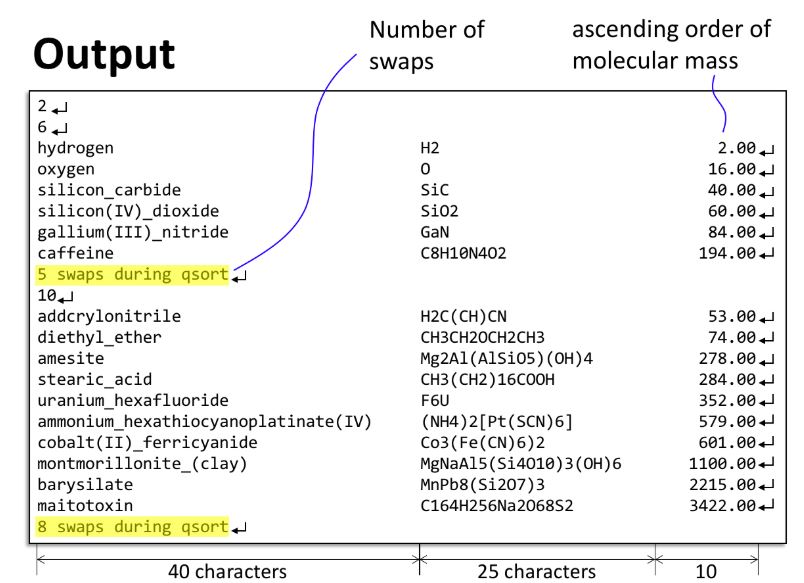 Output
Number of
swaps
ascending order of
molecular mass
2↵
6↵
hydrogen H2 2.00↵
oxygen O 16.00↵
silicon_carbide SiC 40.00↵
silicon(IV)_dioxide SiO2 60.00↵
gallium(III)_nitride GaN 84.00↵
caffeine C8H10N4O2 194.00↵
5 swaps during qsort↵
10↵
addcrylonitrile H2C(CH)CN 53.00↵
diethyl_ether CH3CH2OCH2CH3 74.00↵
amesite Mg2Al(AlSiO5)(OH)4 278.00↵
stearic_acid CH3(CH2)16COOH 284.00↵
uranium_hexafluoride F6U 352.00↵
ammonium_hexathiocyanoplatinate(IV) (NH4)2[Pt(SCN)6] 579.00↵
cobalt(II)_ferricyanide Co3(Fe(CN)6)2 601.00↵
montmorillonite_(clay) MgNaAl5(Si4O10)3(OH)6 1100.00↵
barysilate MnPb8(Si2O7)3 2215.00↵
maitotoxin C164H256Na2O68S2 3422.00↵
8 swaps during qsort↵
40 characters 25 characters 10